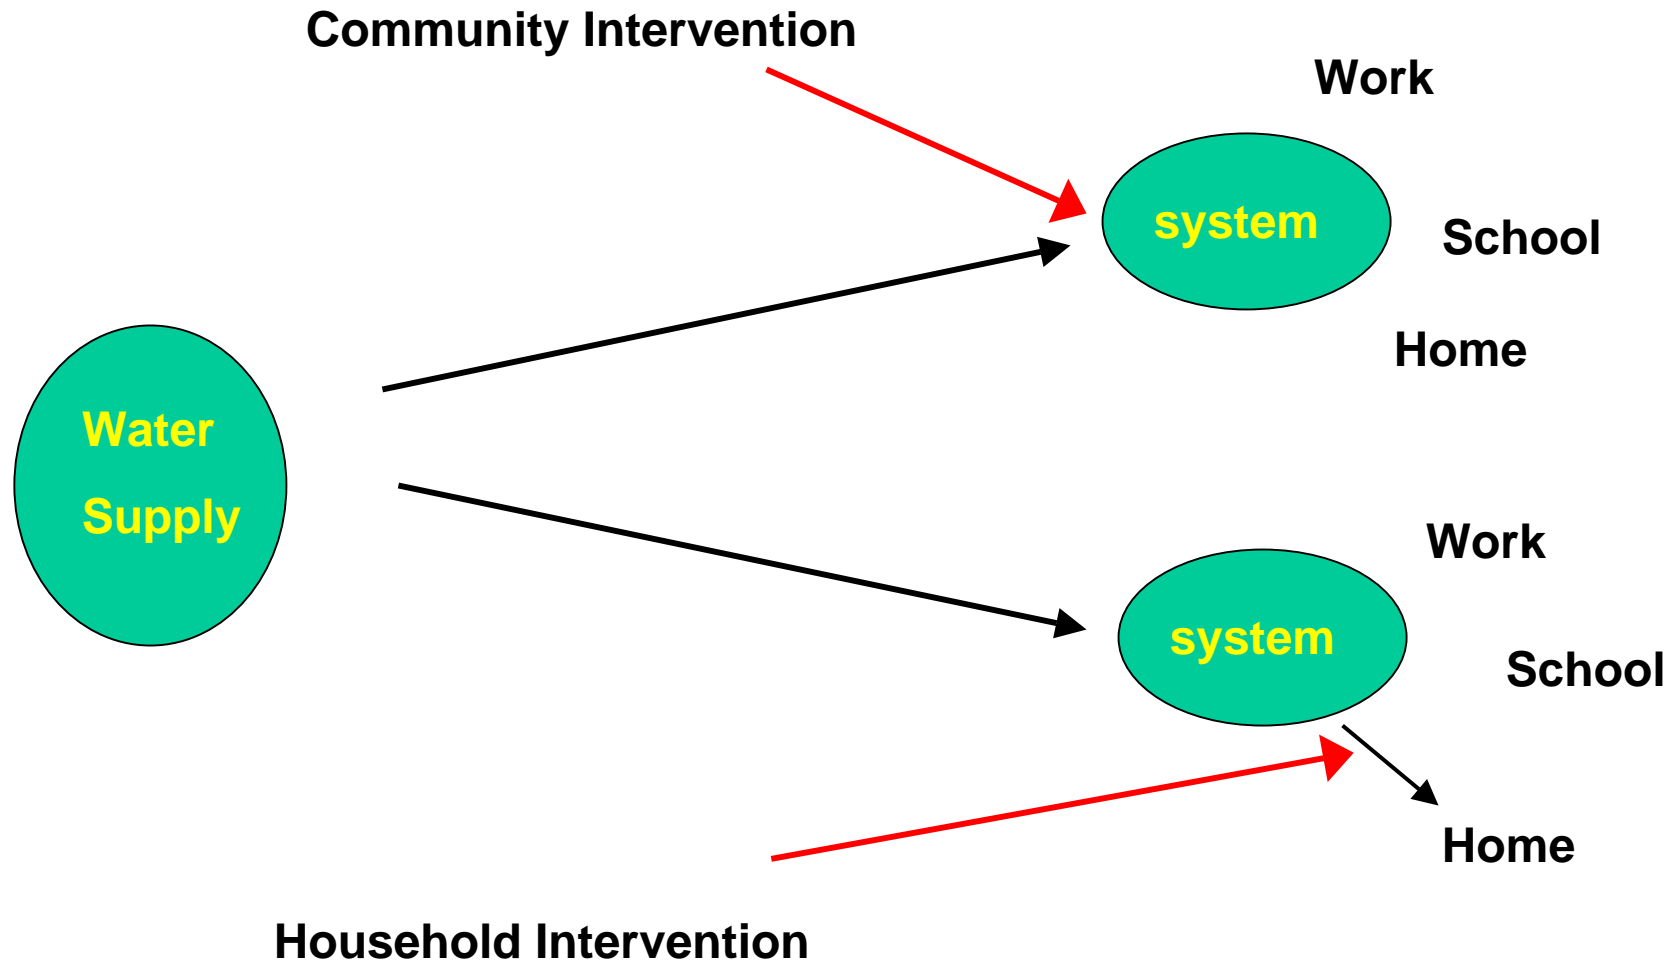 Community Intervention
Work
system
School
Home
Water
Supply
Work
system
School
Home
Household Intervention